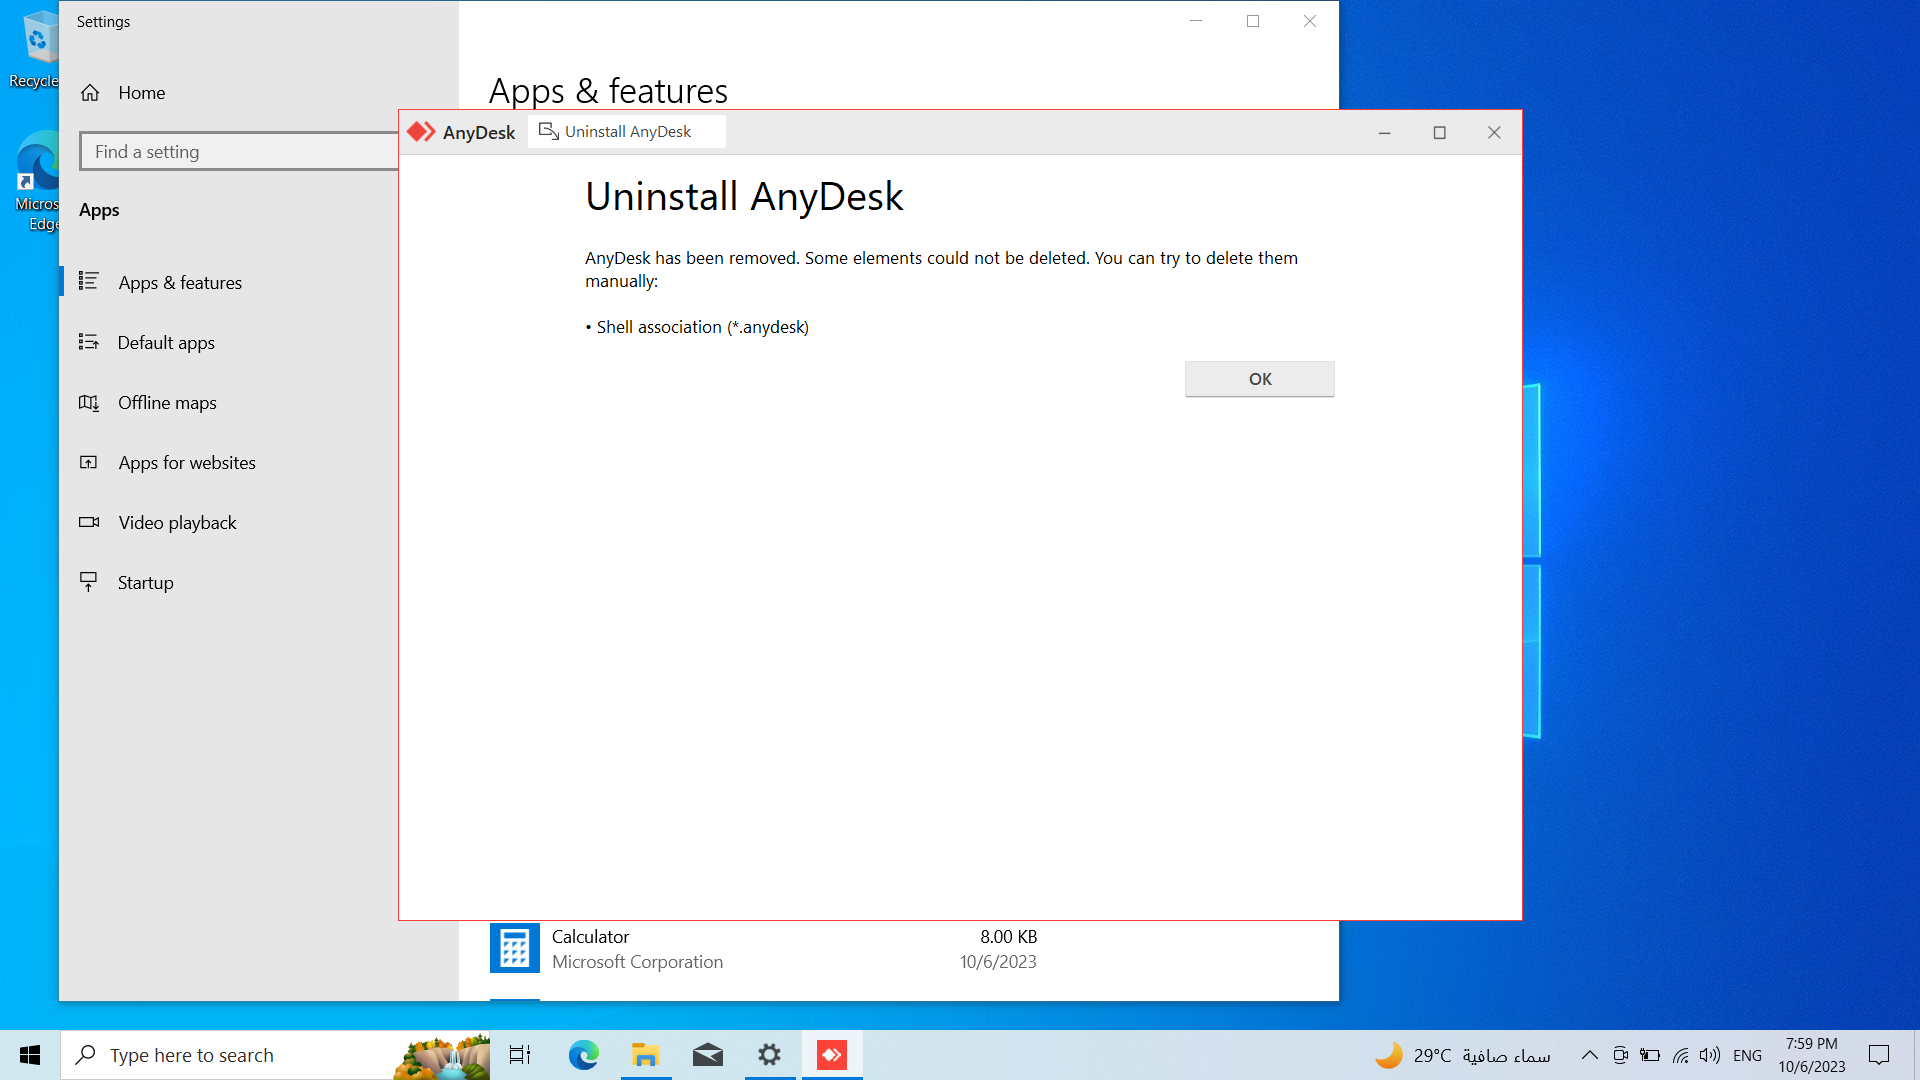 Settings
Recycle
Micros
Edge
Home
Find a setting
Apps
Apps & features
Default apps
Offline maps
Apps for websites
Video playback
Startup
Apps & features
AnyDesk
Uninstall AnyDesk
Uninstall AnyDesk
AnyDesk has been removed. Some elements could not be deleted. You can try to delete them
manually:
• Shell association (*.anydesk)
OK
Calculator
8.00 KB
Microsoft Corporation
10/6/2023
Type here to search
29°C سماء صافية
ENG
7:59 PM
10/6/2023